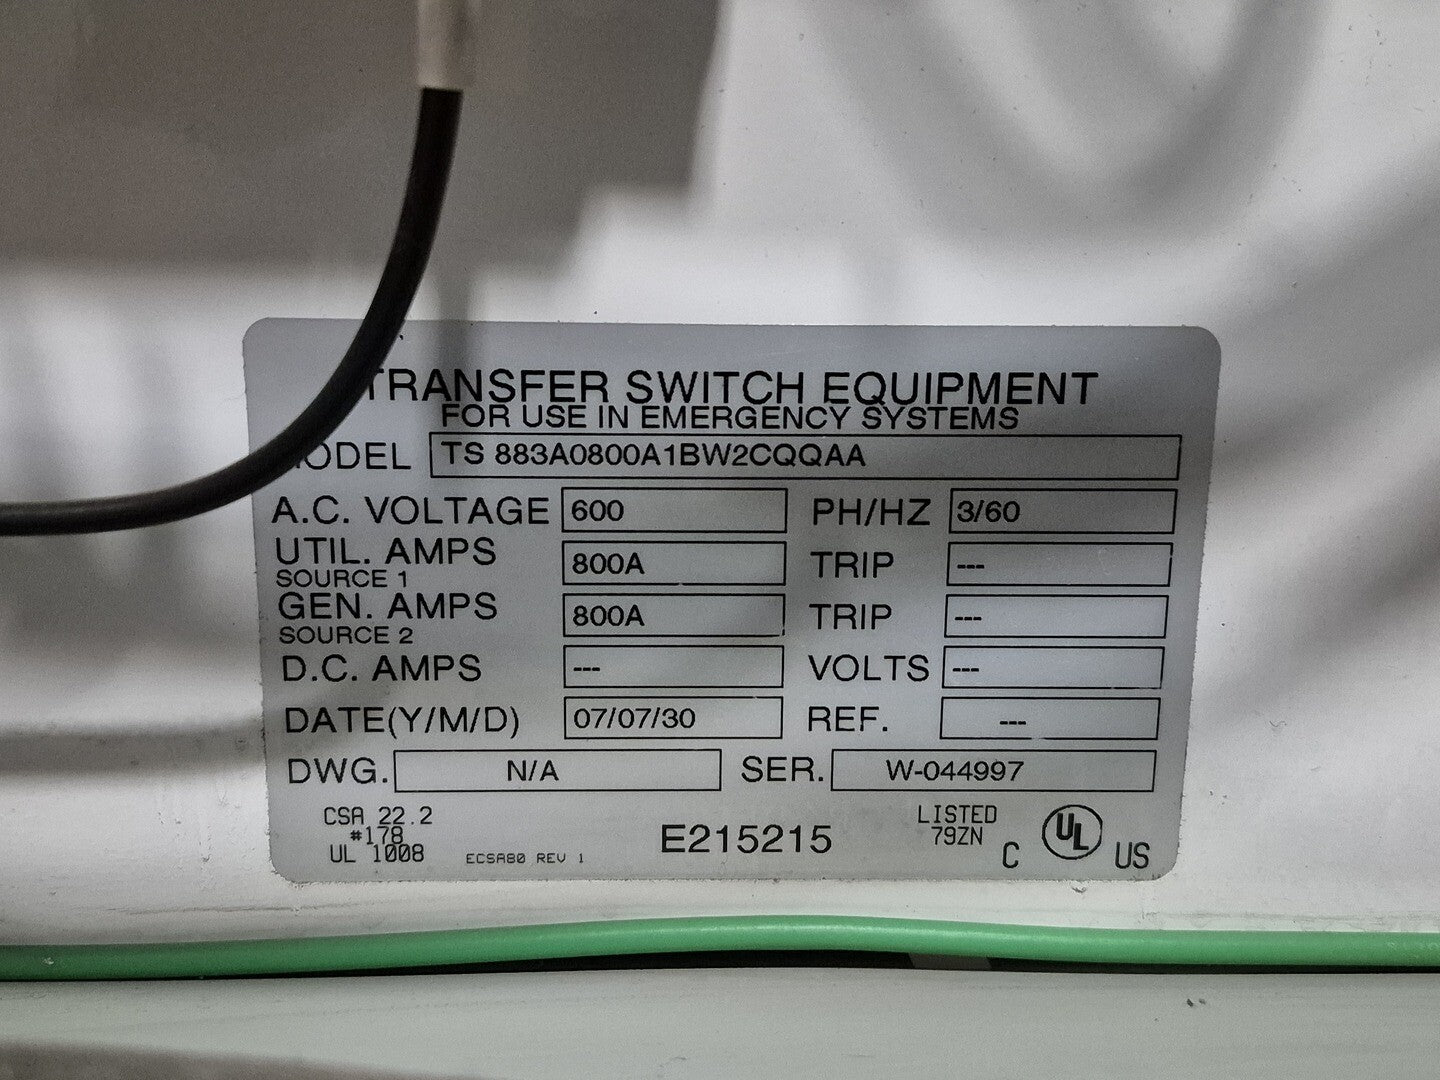 TRANSFER SWITCH EQUIPMENT
FOR USE IN EMERGENCY SYSTEMS
MODEL TS 883A0800A1BW2CQQAA
A.C. VOLTAGE 600 PH/HZ 3/60
UTIL. AMPS 800A TRIP ---
SOURCE 1
GEN. AMPS 800A TRIP ---
SOURCE 2
D.C. AMPS --- VOLTS ---
DATE(Y/M/D) 07/07/30 REF. ---
DWG. N/A SER. W-044997
CSA 22.2
#178
UL 1008
ECSA80 REV 1
E215215
LISTED
79ZN
C UL US